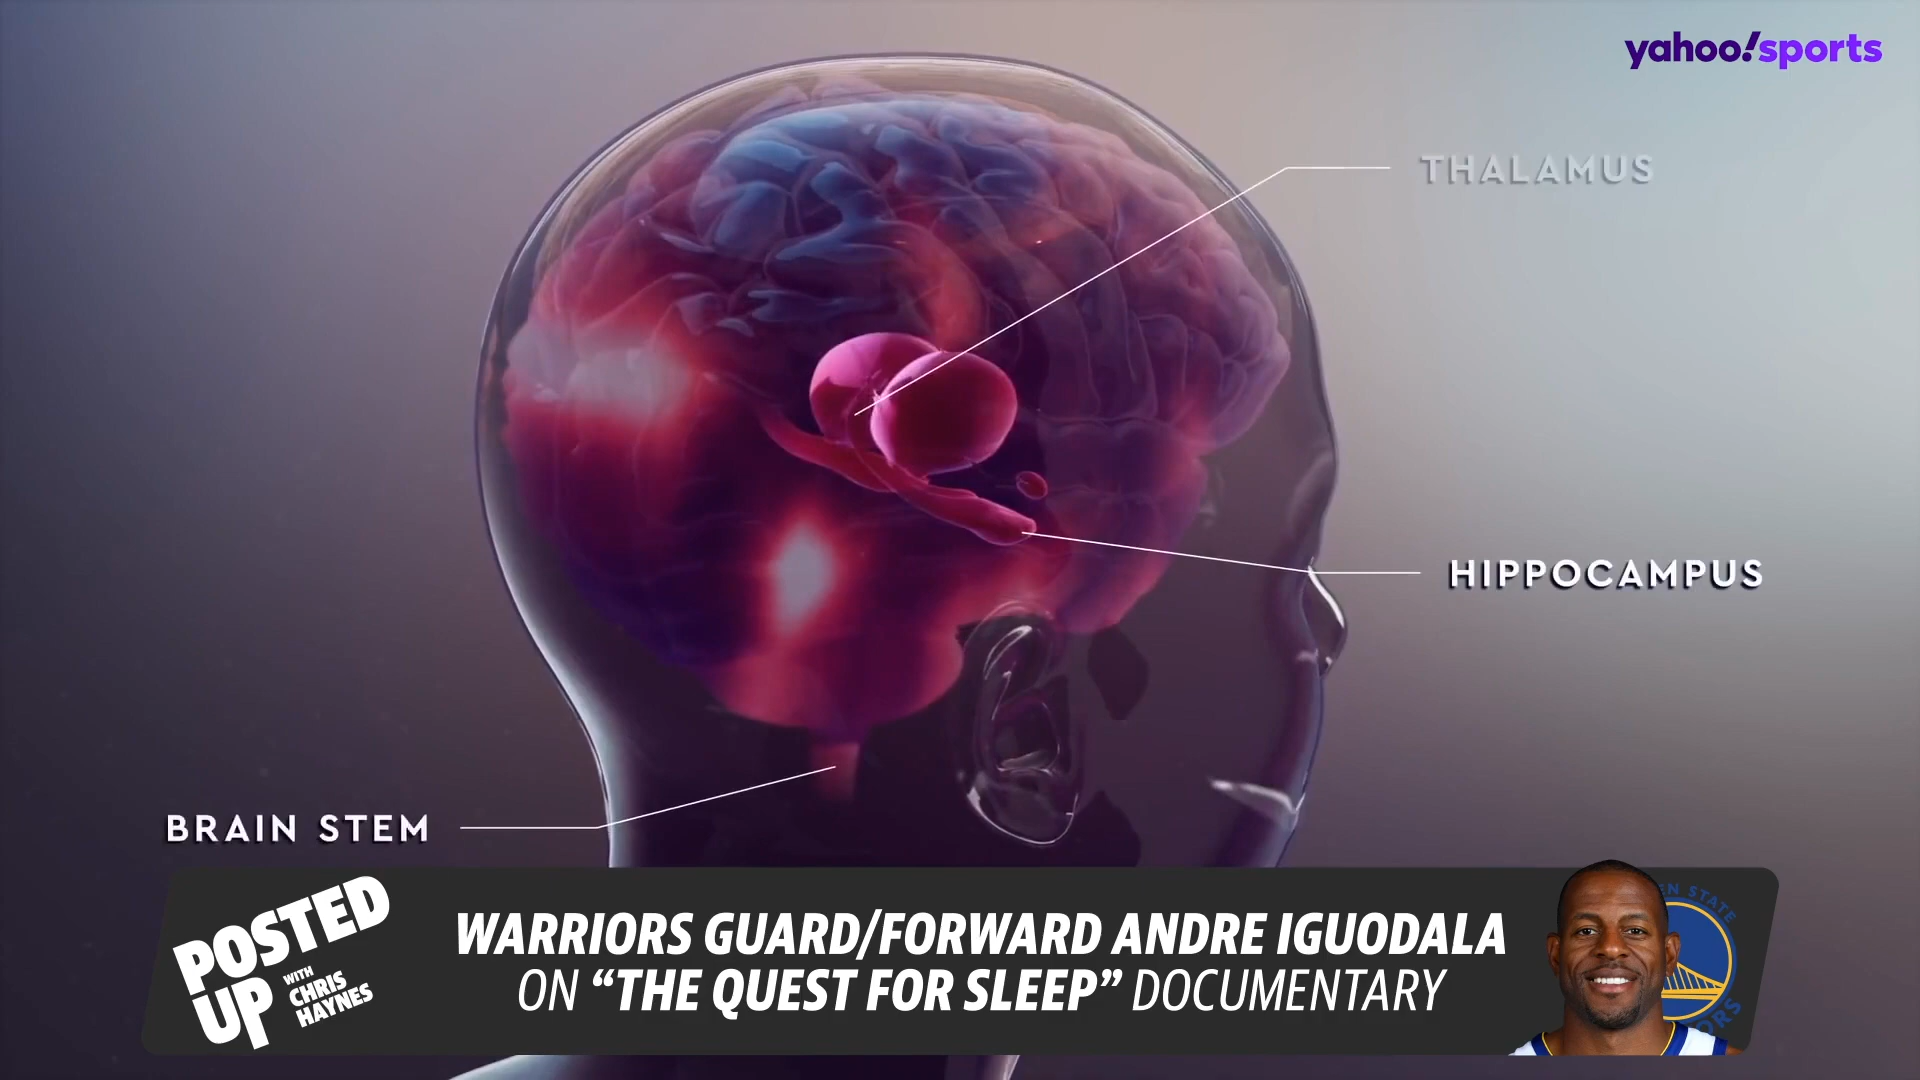 yahoo!sports
THALAMUS
HIPPOCAMPUS
BRAIN STEM
POSTED
UP
WITH
CHRIS
HAYNES
WARRIORS GUARD/FORWARD ANDRE IGUODALA
ON “THE QUEST FOR SLEEP” DOCUMENTARY
STATE